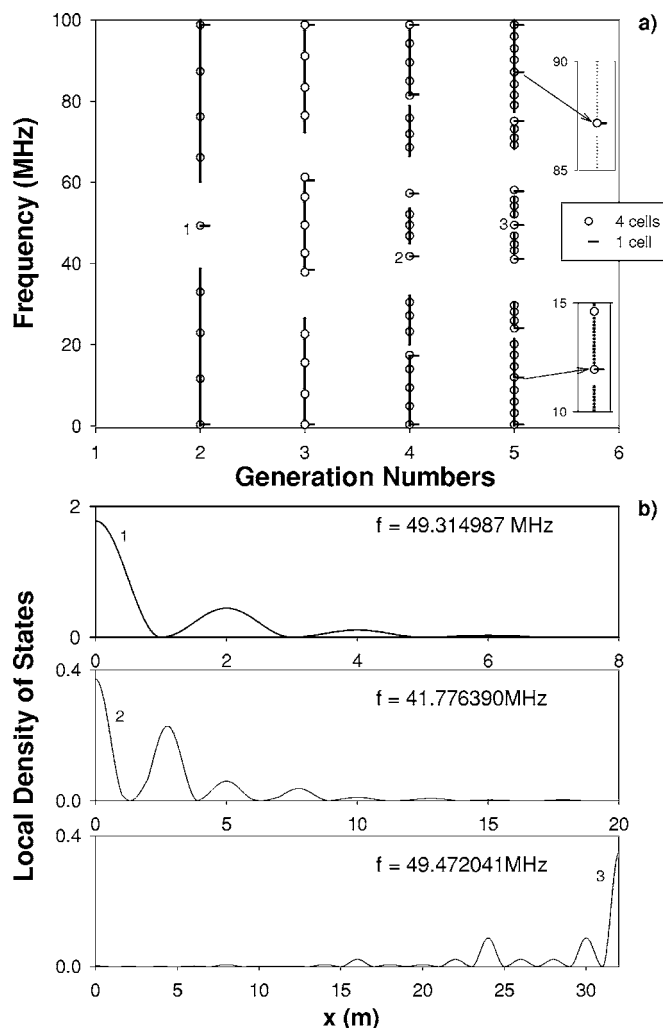 a)
100
80
60
40
20
0
Frequency (MHz)
1
2
3
90
85
4 cells
1 cell
15
10
1 2 3 4 5 6
Generation Numbers
b)
2
0
1
f = 49.314987 MHz
0 2 4 6 8
0.4
0.0
2
f = 41.776390MHz
0 5 10 15 20
0.4
0.0
f = 49.472041MHz
3
0 5 10 15 20 25 30
Local Density of States
x (m)